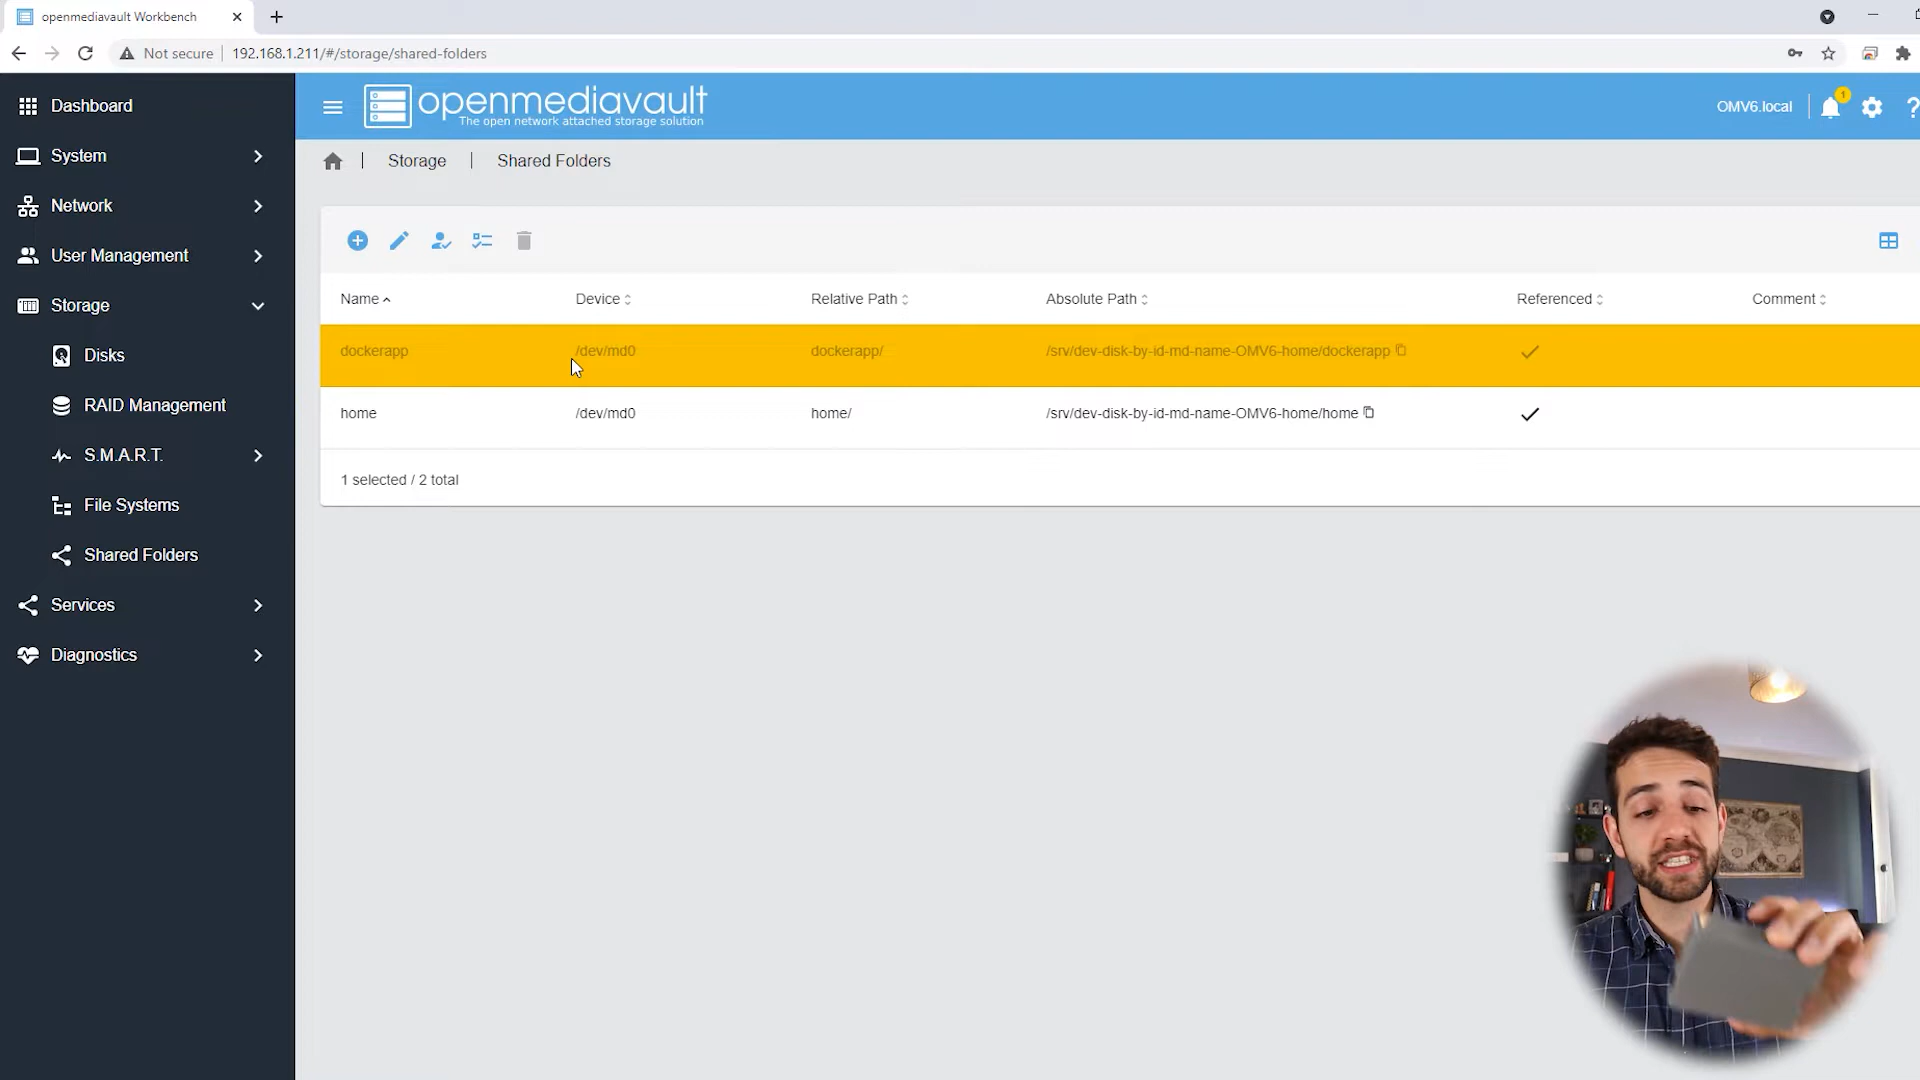 openmediavault Workbench
Not secure 192.168.1.211/#/storage/shared-folders
Dashboard
System
Network
User Management
Storage
Disks
RAID Management
S.M.A.R.T.
File Systems
Shared Folders
Services
Diagnostics
openmediavault
The open network attached storage solution
OMV6.local
1
Storage | Shared Folders
Name Device Relative Path Absolute Path Referenced Comment
dockerapp /dev/md0 dockerapp/ /srv/dev-disk-by-id-md-name-OMV6-home/dockerapp
home /dev/md0 home/ /srv/dev-disk-by-id-md-name-OMV6-home/home
1 selected / 2 total